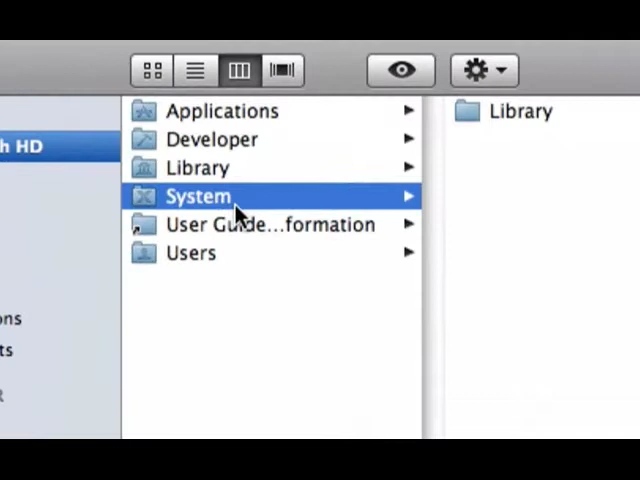 h HD
ons
ts
Applications
Developer
Library
System
User Guide...formation
Users
Library